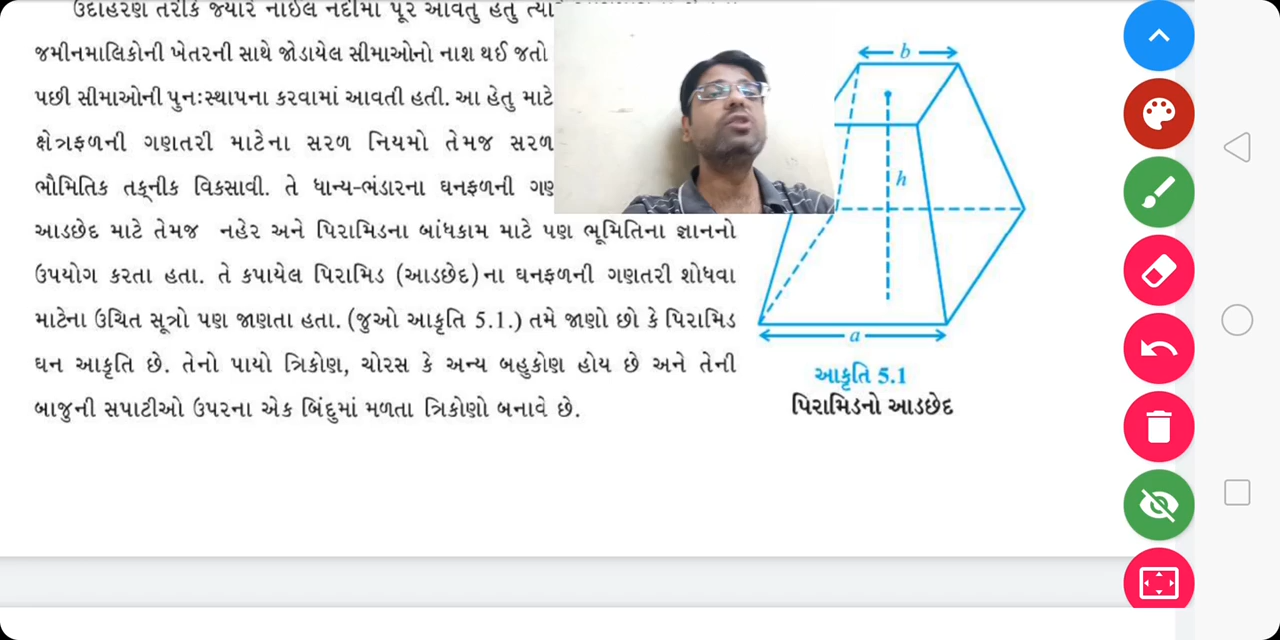 ઉદાહરણ તરીકે જ્યારે નાઈલ નદીમાં પૂર આવતું હતું
જમીનમાલિકોની ખેતરની સાથે જોડાયેલ સીમાઓનો નાશ થઈ જતો
પછી સીમાઓની પુનઃસ્થાપના કરવામાં આવતી હતી. આ હેતુ માટે
ક્ષેત્રફળની ગણતરી માટેના સરળ નિયમો તેમજ સરળ
ભૌમિતિક તક્નીક વિકસાવી. તે ધાન્ય-ભંડારના ઘનફળની
આડછેદ માટે તેમજ નહેર અને પિરામિડના બાંધકામ માટે પણ ભૂમિતિના જ્ઞાનનો
ઉપયોગ કરતા હતા. તે કપાયેલ પિરામિડ (આડછેદ)ના ઘનફળની ગણતરી શોધવા
માટેના ઉચિત સૂત્રો પણ જાણતા હતા. (જુઓ આકૃતિ 5.1.) તમે જાણો છો કે પિરામિડ
ઘન આકૃતિ છે. તેનો પાયો ત્રિકોણ, ચોરસ કે અન્ય બહુકોણ હોય છે અને તેની
બાજુની સપાટીઓ ઉપરના એક બિંદુમાં મળતા ત્રિકોણો બનાવે છે.
b
h
a
આકૃતિ 5.1
પિરામિડનો આડછેદ